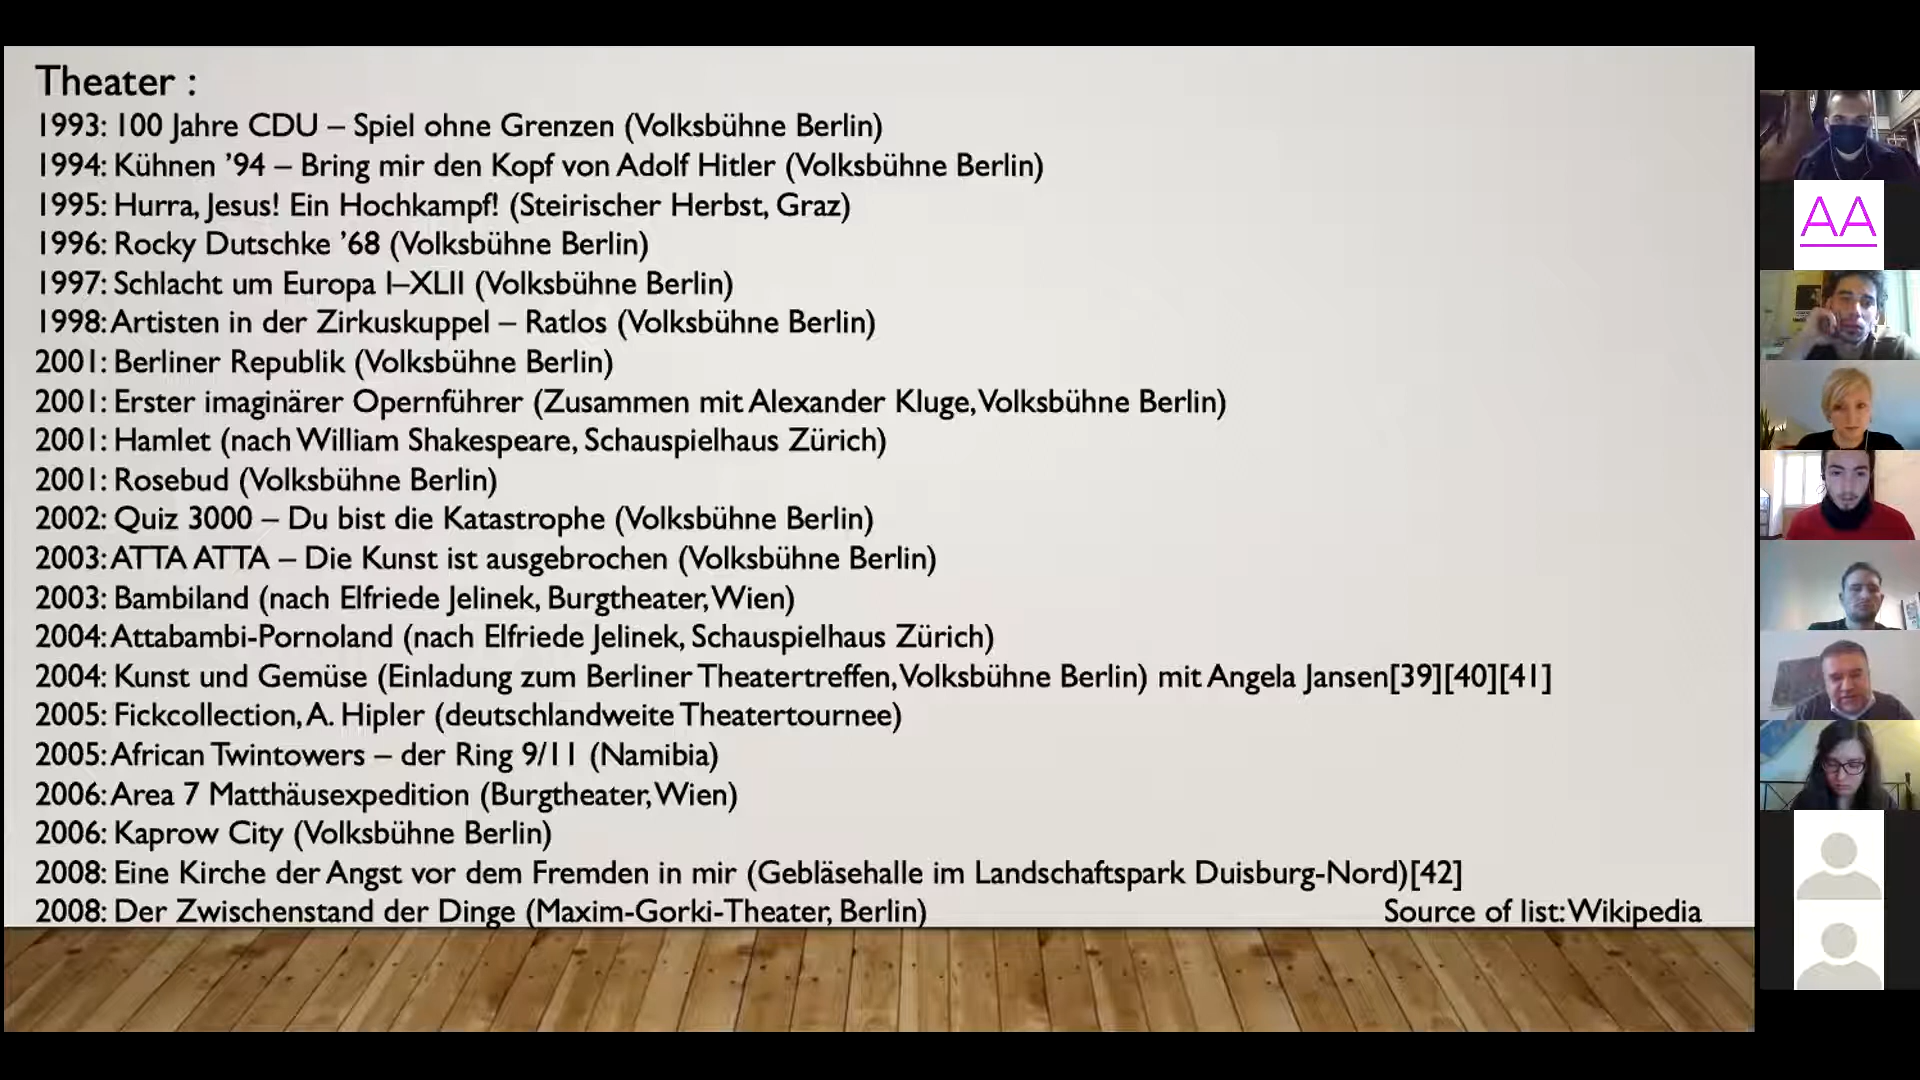 Theater :
1993: 100 Jahre CDU – Spiel ohne Grenzen (Volksbühne Berlin)
1994: Kühnen ’94 – Bring mir den Kopf von Adolf Hitler (Volksbühne Berlin)
1995: Hurra, Jesus! Ein Hochkampf! (Steirischer Herbst, Graz)
1996: Rocky Dutschke ’68 (Volksbühne Berlin)
1997: Schlacht um Europa I–XLII (Volksbühne Berlin)
1998: Artisten in der Zirkuskuppel – Ratlos (Volksbühne Berlin)
2001: Berliner Republik (Volksbühne Berlin)
2001: Erster imaginärer Opernführer (Zusammen mit Alexander Kluge, Volksbühne Berlin)
2001: Hamlet (nach William Shakespeare, Schauspielhaus Zürich)
2001: Rosebud (Volksbühne Berlin)
2002: Quiz 3000 – Du bist die Katastrophe (Volksbühne Berlin)
2003: ATTA ATTA – Die Kunst ist ausgebrochen (Volksbühne Berlin)
2003: Bambiland (nach Elfriede Jelinek, Burgtheater, Wien)
2004: Attabambi-Pornoland (nach Elfriede Jelinek, Schauspielhaus Zürich)
2004: Kunst und Gemüse (Einladung zum Berliner Theatertreffen, Volksbühne Berlin) mit Angela Jansen[39][40][41]
2005: Fickcollection, A. Hipler (deutschlandweite Theatertournee)
2005: African Twintowers – der Ring 9/11 (Namibia)
2006: Area 7 Matthäusexpedition (Burgtheater, Wien)
2006: Kaprow City (Volksbühne Berlin)
2008: Eine Kirche der Angst vor dem Fremden in mir (Gebläsehalle im Landschaftspark Duisburg-Nord)[42]
2008: Der Zwischenstand der Dinge (Maxim-Gorki-Theater, Berlin)
Source of list: Wikipedia
AA